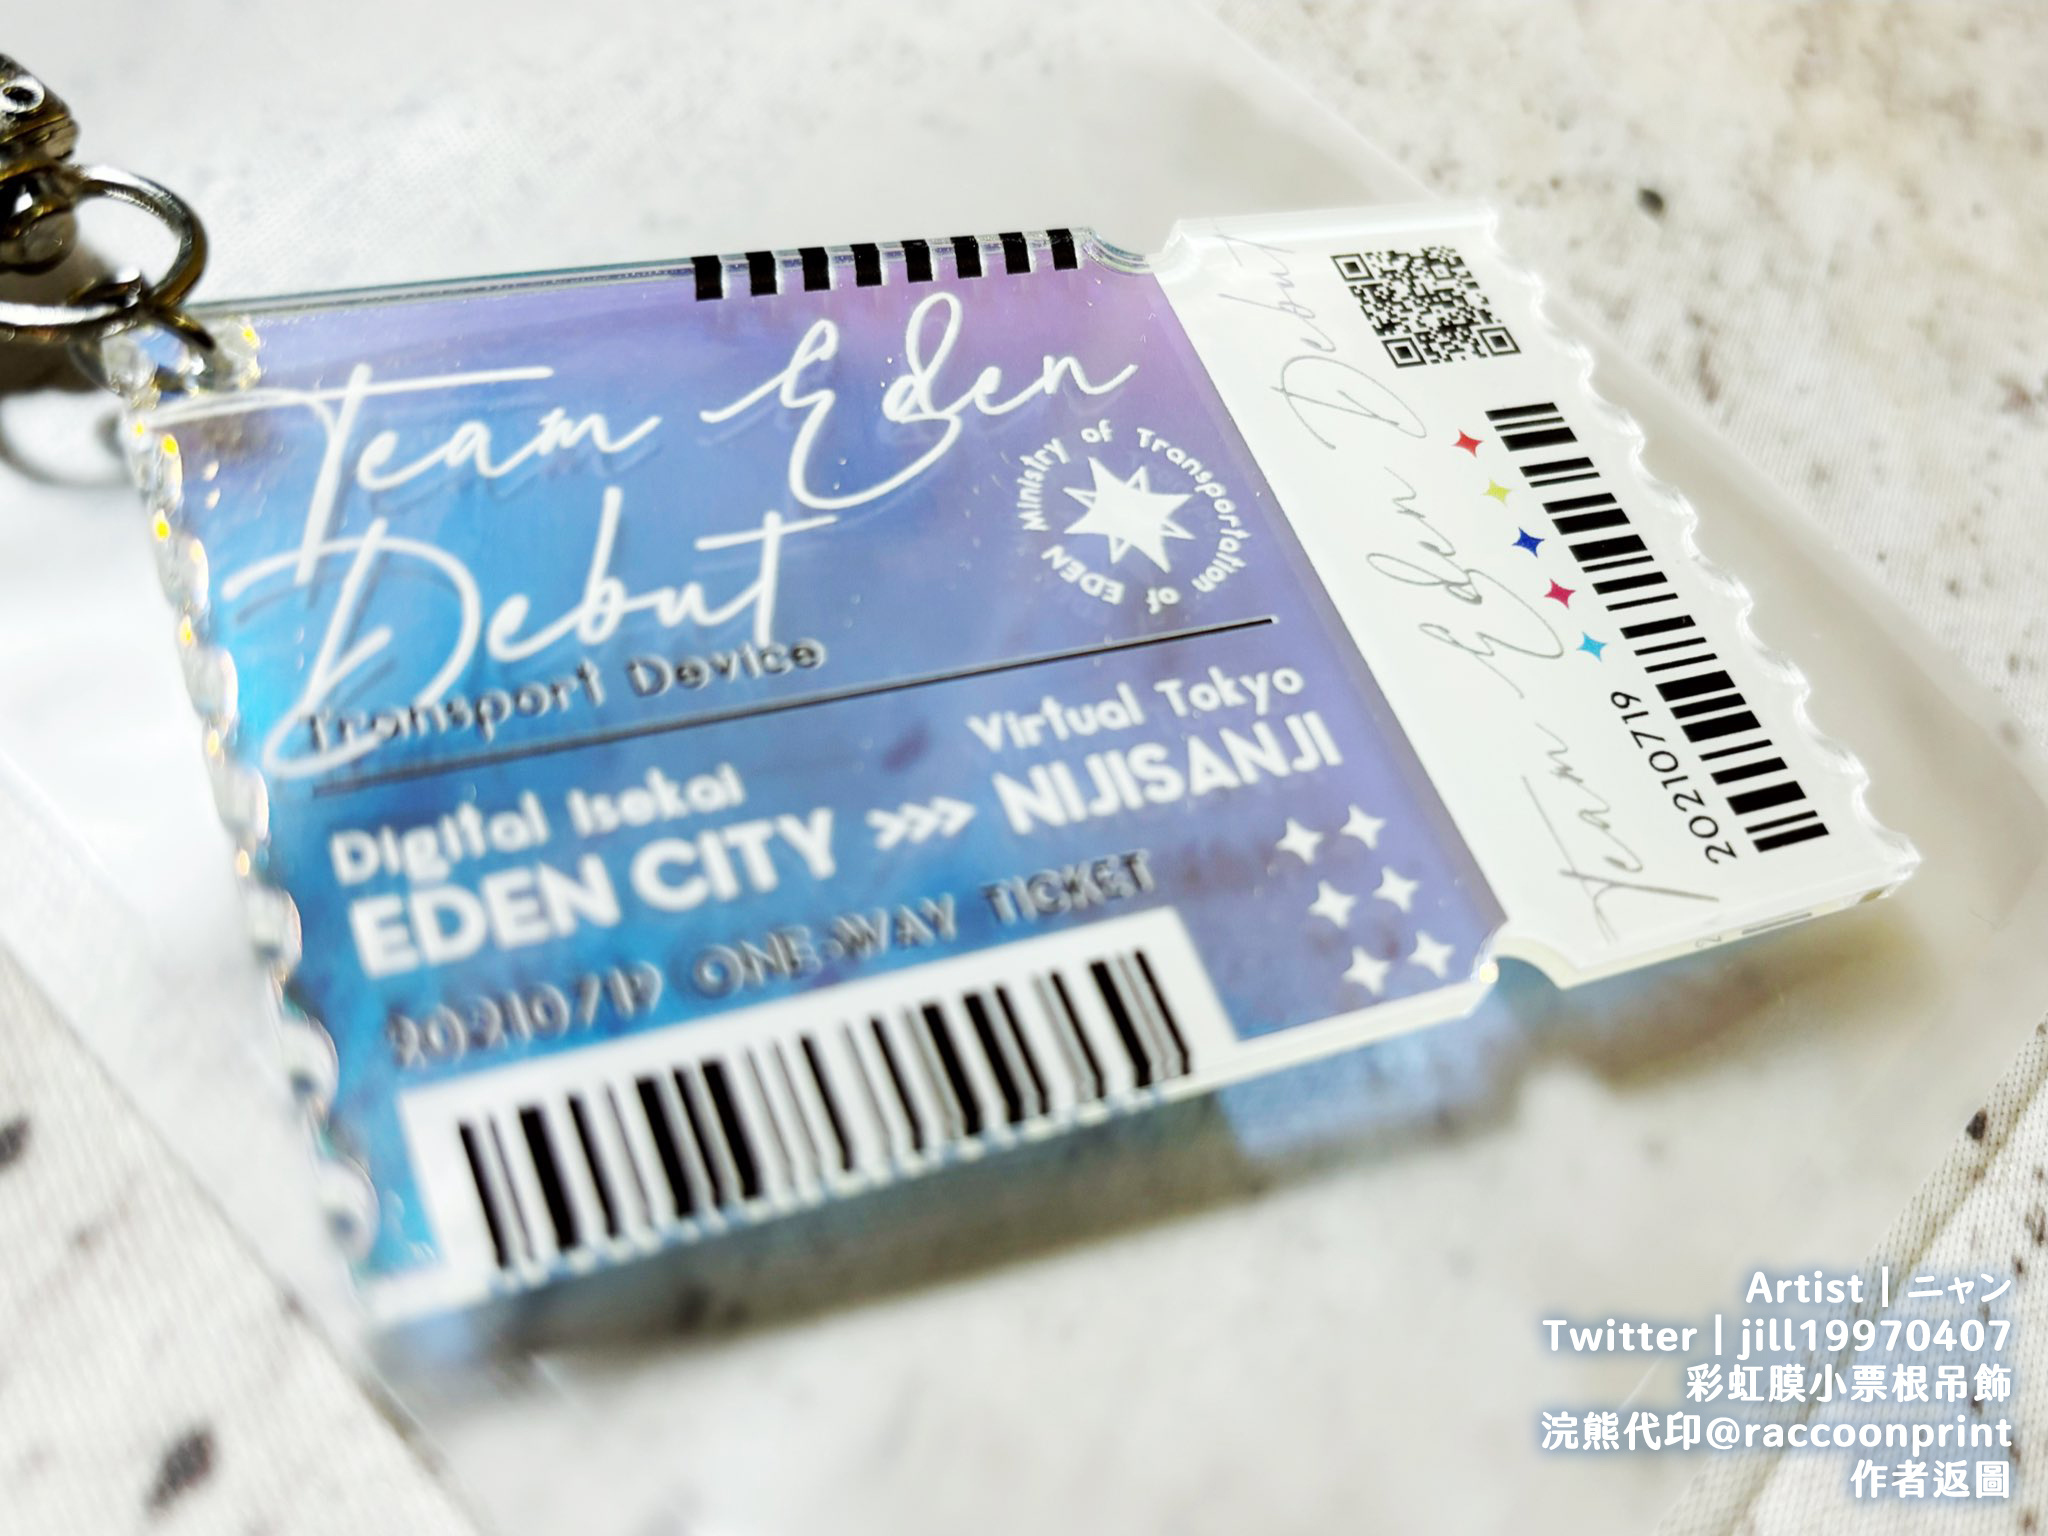 Team Eden
Debut
Ministry of Transportation of EDEN
Transport Device
Digital Isekai
EDEN CITY >>>>
Virtual Tokyo
NIJISANJI
20210719 ONE-WAY TICKET
Team Eden Debut
20210719
Artist | ニャン
Twitter | jill19970407
彩虹膜小票根吊飾
浣熊代印@raccoonprint
作者返圖